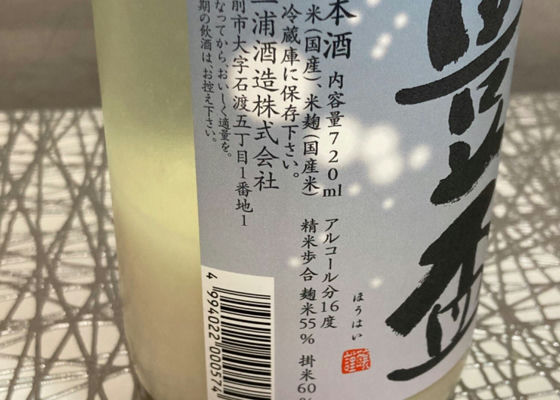 豊盃
ほうはい
本酒 内容量720ml アルコール分16度
米(国産)、米麹(国産米) 精米歩合 麹米55% 掛米60%
冷蔵庫に保存下さい。
三浦酒造株式会社
前市大字石渡五丁目1番地1
なってから。おいしく適量を。
期の飲酒は、お控え下さい。
4 994022 000574